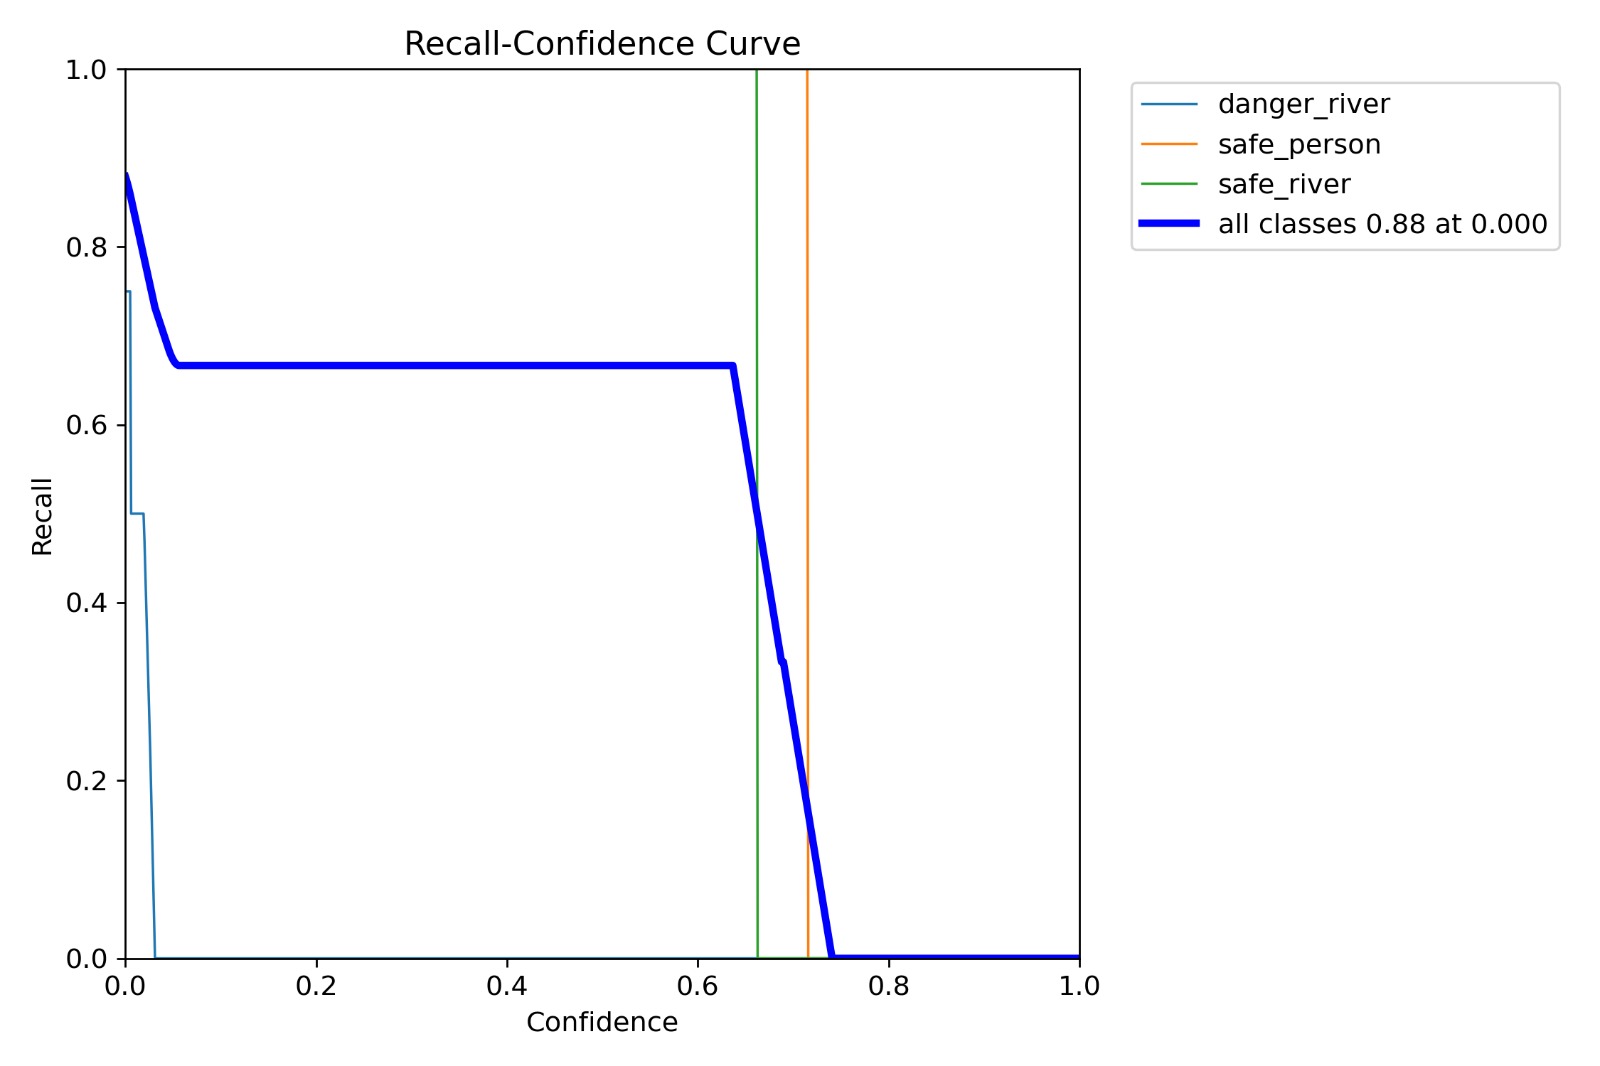 Recall-Confidence Curve
1.0
0.8
0.6
0.4
0.2
0.0
Recall
0.0 0.2 0.4 0.6 0.8 1.0
Confidence
danger_river
safe_person
safe_river
all classes 0.88 at 0.000